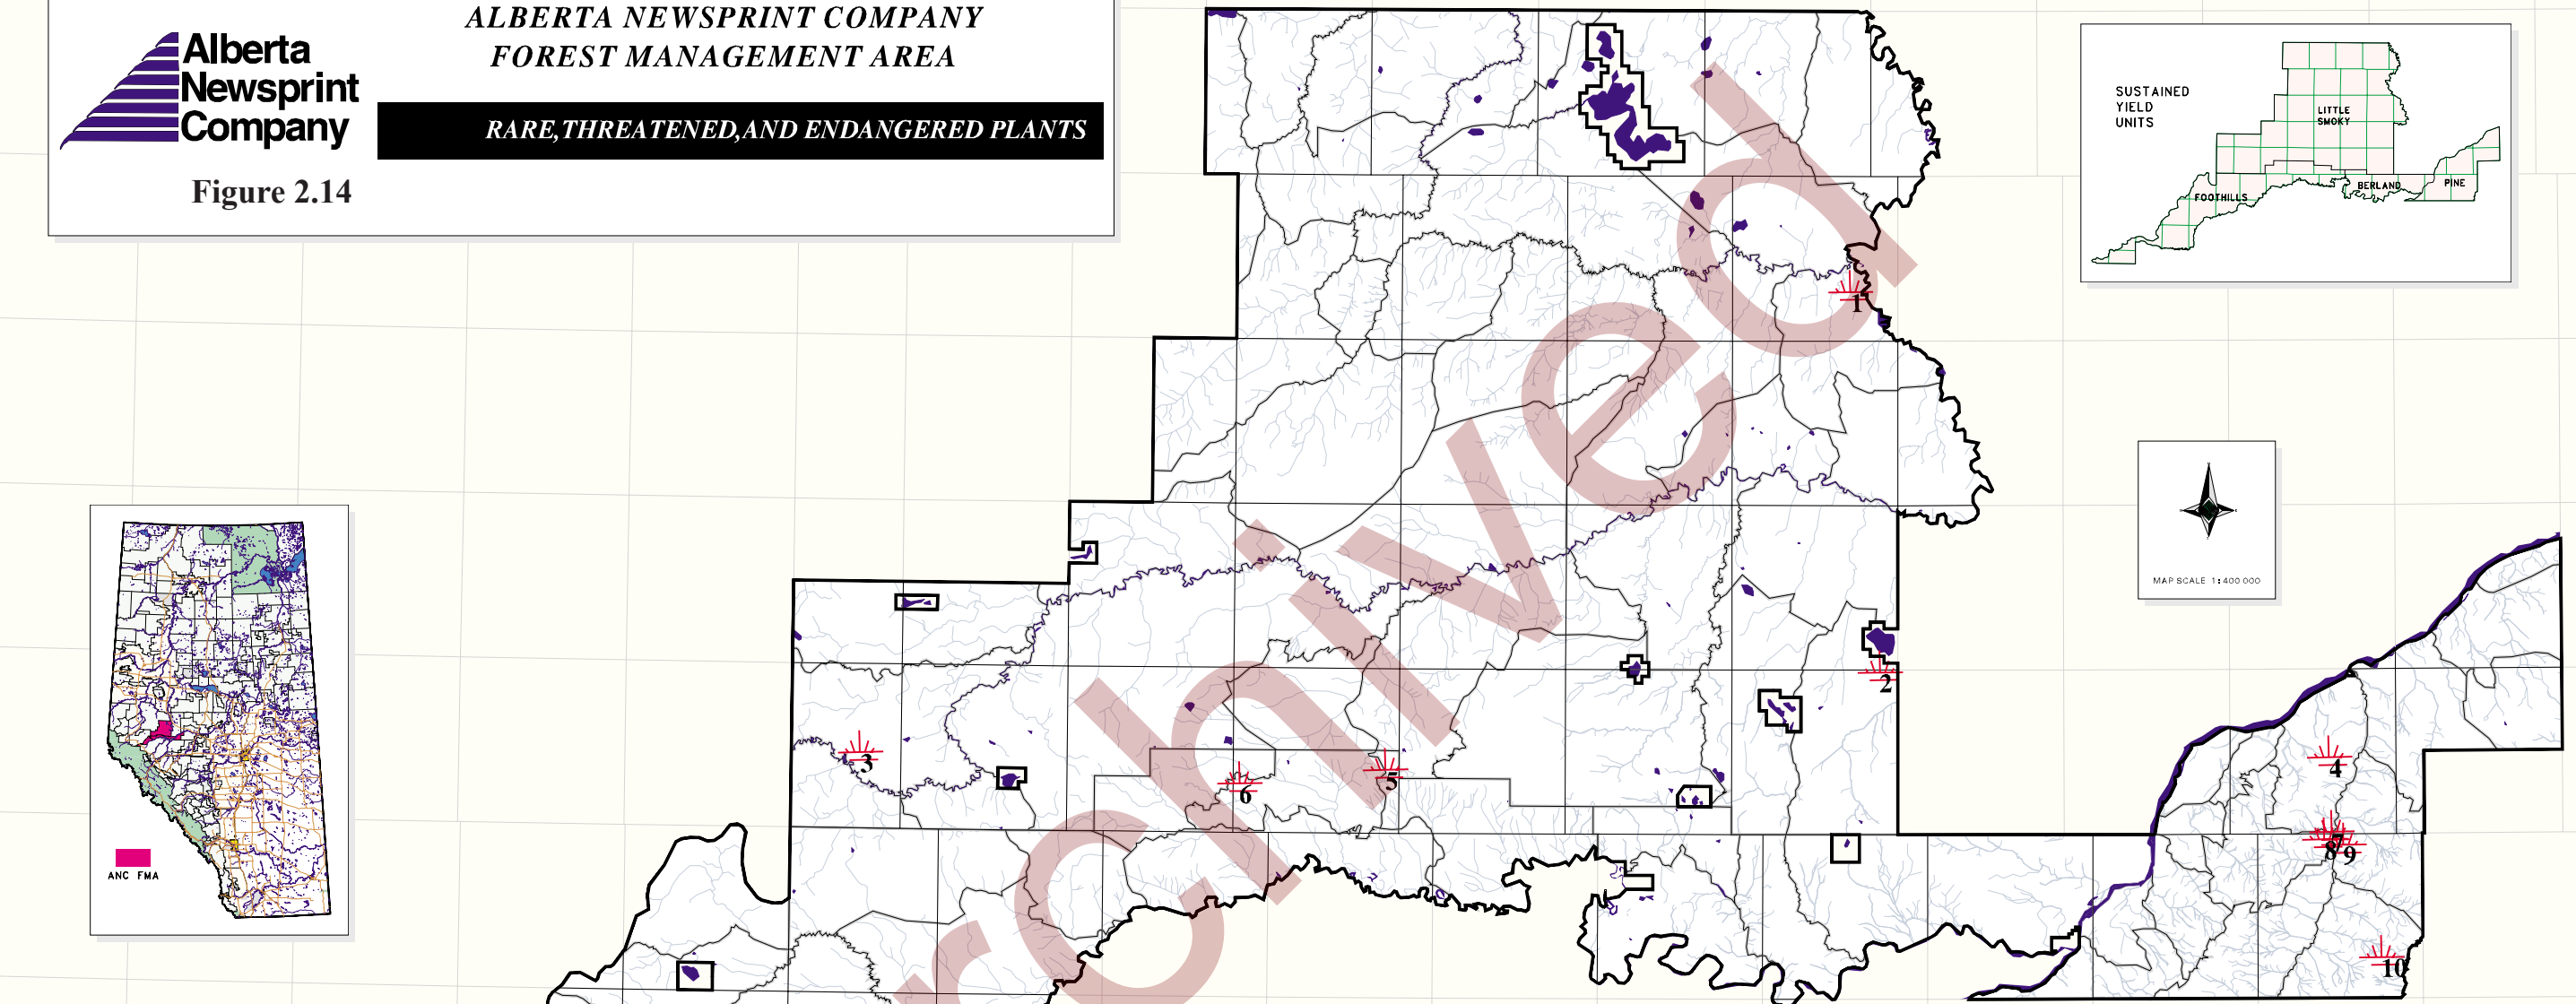 ALBERTA NEWSPRINT COMPANY
FOREST MANAGEMENT AREA
Alberta
Newsprint
Company
RARE,THREATENED,AND ENDANGERED PLANTS
Figure 2.14
SUSTAINED
YIELD
UNITS
LITTLE
SMOKY
BERLAND
PINE
FOOTHILLS
MAP SCALE 1:400 000
ANC FMA
1
2
3
4
5
6
7
8
9
10
rchived